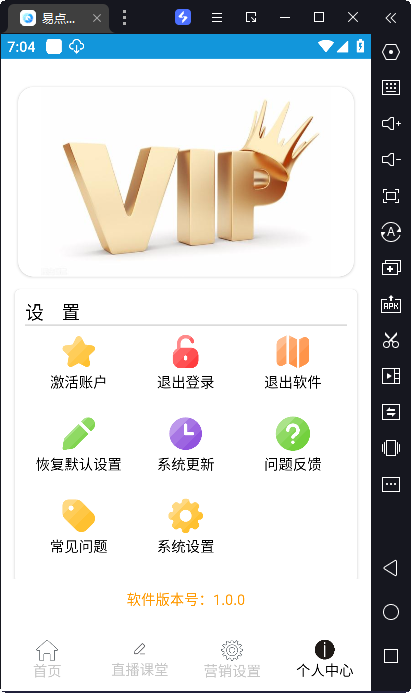 易点...
7:04
VIP
设 置
激活账户 退出登录 退出软件
恢复默认设置 系统更新 问题反馈
常见问题 系统设置
软件版本号：1.0.0
首页 直播课堂 营销设置 个人中心
A
APK